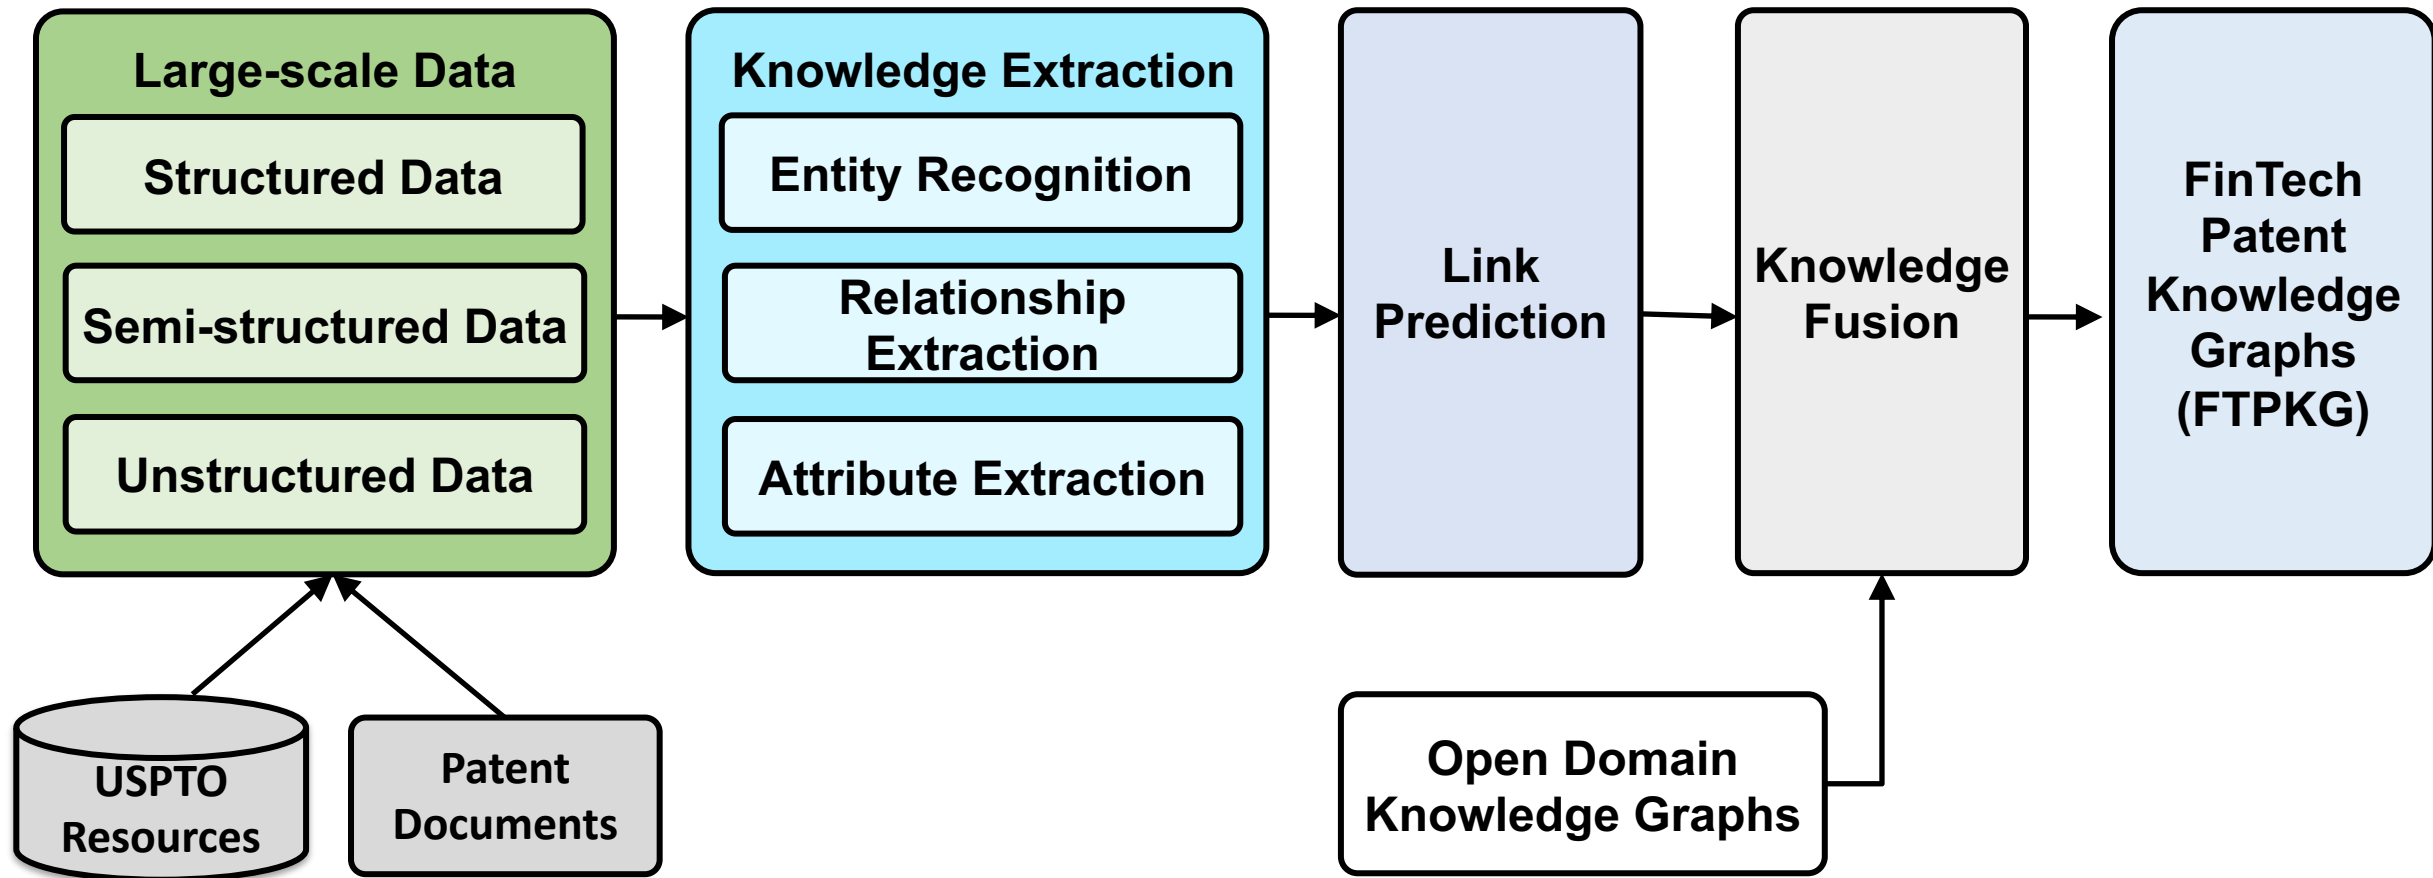 Large-scale Data
Structured Data
Semi-structured Data
Unstructured Data
Knowledge Extraction
Entity Recognition
Relationship
Extraction
Attribute Extraction
Link
Prediction
Knowledge
Fusion
FinTech
Patent
Knowledge
Graphs
(FTPKG)
USPTO
Resources
Patent
Documents
Open Domain
Knowledge Graphs